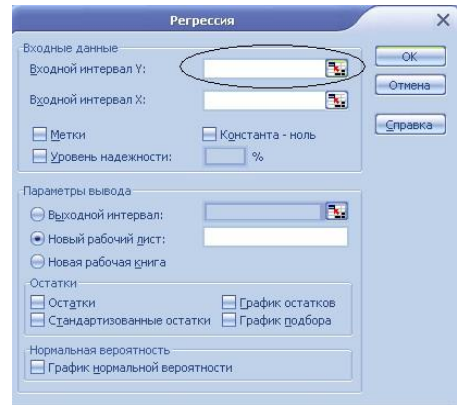 Регрессия
Входные данные
Входной интервал Y:
Входной интервал X:
Метки
Константа - ноль
Уровень надежности:
%
ОК
Отмена
Справка
Параметры вывода
Выходной интервал:
Новый рабочий лист:
Новая рабочая книга
Остатки
Остатки
График остатков
Стандартизованные остатки
График подбора
Нормальная вероятность
График нормальной вероятности